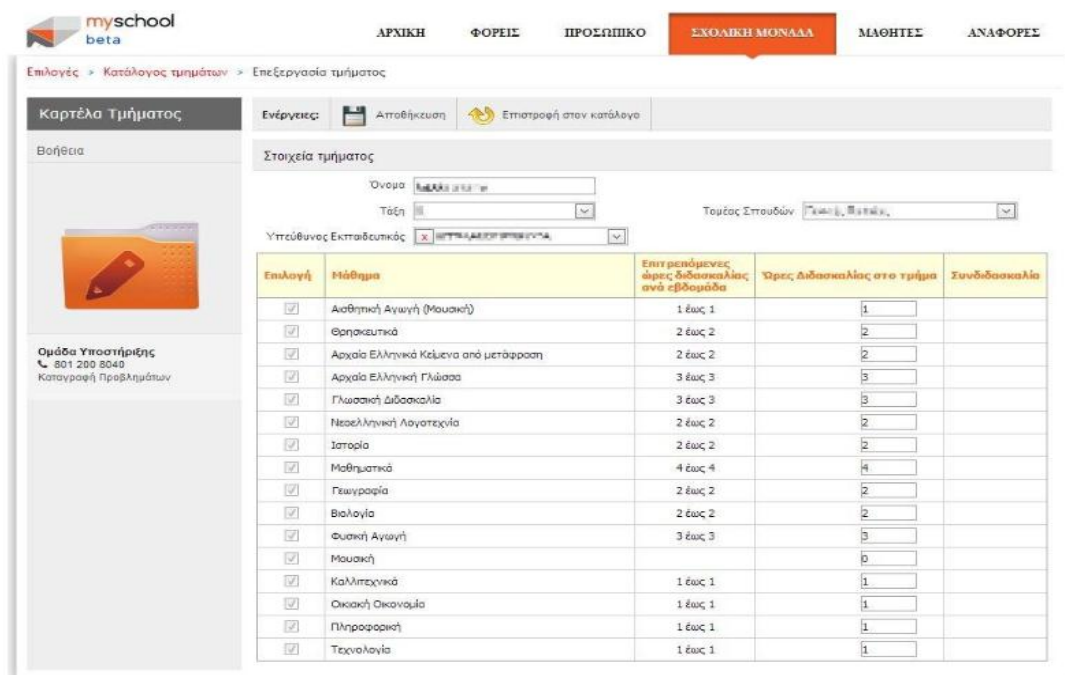 myschool
beta
ΑΡΧΙΚΗ ΦΟΡΕΙΣ ΠΡΟΣΩΠΙΚΟ ΣΧΟΛΙΚΗ ΜΟΝΑΔΑ ΜΑΘΗΤΕΣ ΑΝΑΦΟΡΕΣ
Επιλογές > Κατάλογος τμημάτων > Επεξεργασία τμήματος
Καρτέλα Τμήματος
Βοήθεια
Ομάδα Υποστήριξης
801 200 8040
Καταγραφή Προβλημάτων
Ενέργειες: Αποθήκευση Επιστροφή στον κατάλογο
Στοιχεία τμήματος
Όνομα
Τάξη Τομέας Σπουδών
Υπεύθυνος Εκπαιδευτικός x
Επιλογή Μάθημα Επιτρεπόμενες ώρες διδασκαλίας ανά εβδομάδα Ώρες Διδασκαλίας στο τμήμα Συνδιδασκαλία
Αισθητική Αγωγή (Μουσική) 1 έως 1 1
Θρησκευτικά 2 έως 2 2
Αρχαία Ελληνικά Κείμενα από μετάφραση 2 έως 2 2
Αρχαία Ελληνική Γλώσσα 3 έως 3 3
Γλωσσική Διδασκαλία 3 έως 3 3
Νεοελληνική Λογοτεχνία 2 έως 2 2
Ιστορία 2 έως 2 2
Μαθηματικά 4 έως 4 4
Γεωγραφία 2 έως 2 2
Βιολογία 2 έως 2 2
Φυσική Αγωγή 3 έως 3 3
Μουσική 0
Καλλιτεχνικά 1 έως 1 1
Οικιακή Οικονομία 1 έως 1 1
Πληροφορική 1 έως 1 1
Τεχνολογία 1 έως 1 1